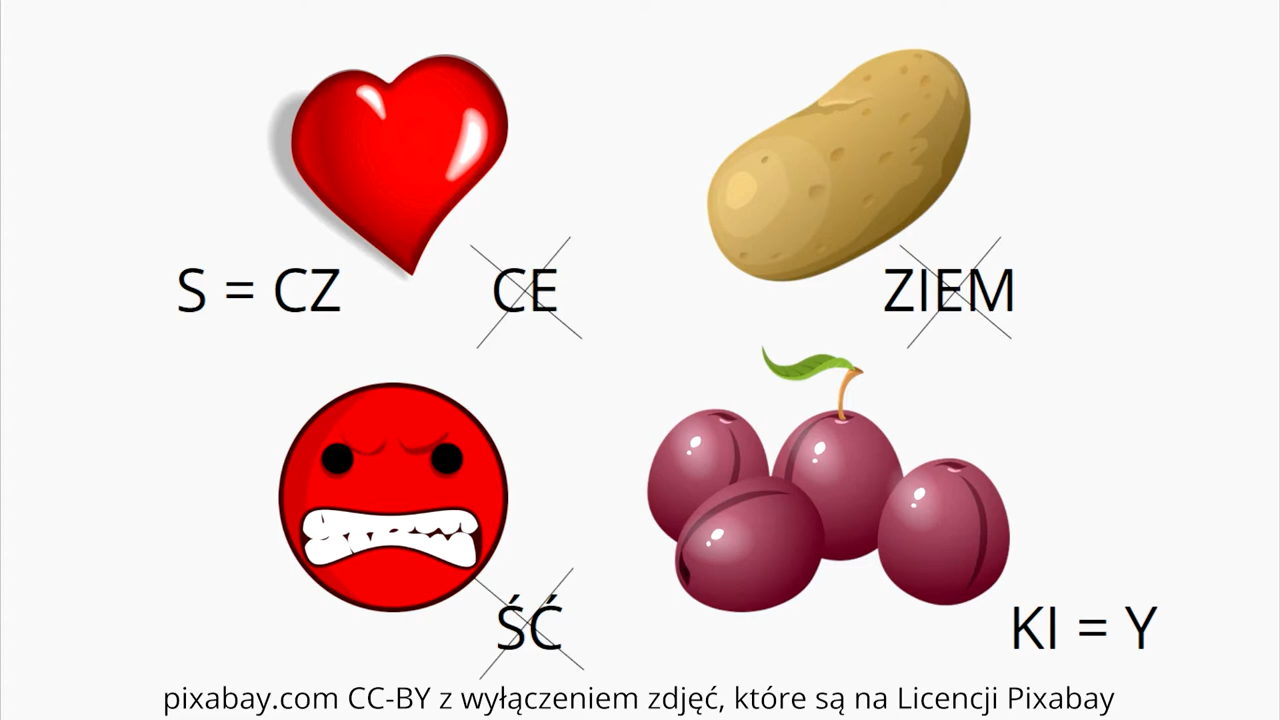 S = CZ
CE
ZIEM
ŚĆ
KI = Y
pixabay.com CC-BY z wyłączeniem zdjęć, które są na Licencji Pixabay